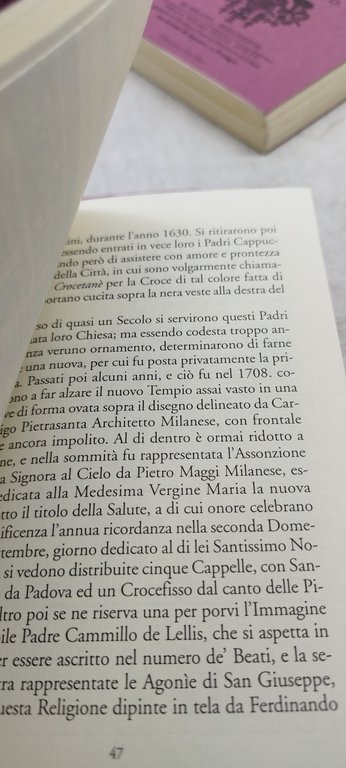 durante l'anno 1630. Si ritirarono poi
essendo entrati in vece loro i Padri Cappuc-
ndo però di assistere con amore e prontezza
della Città, in cui sono volgarmente chiama-
Crocetanè per la Croce di tal colore fatta di
portano cucita sopra la nera veste alla destra del
so di quasi un Secolo si servirono questi Padri
ata loro Chiesa; ma essendo codesta troppo an-
nza veruno ornamento, determinarono di farne
una nuova, per cui fu posta privatamente la pri-
a. Passati poi alcuni anni, e ciò fu nel 1708. co-
ono a far alzare il nuovo Tempio assai vasto in una
ve di forma ovata sopra il disegno delineato da Car-
igo Pietrasanta Architetto Milanese, con frontale
e ancora impolito. Al di dentro è ormai ridotto a
ne, e nella sommità fu rappresentata l'Assonzione
a Signora al Cielo da Pietro Maggi Milanese, es-
edicata alla Medesima Vergine Maria la nuova
otto il titolo della Salute, a di cui onore celebrano
ificenza l'annua ricordanza nella seconda Dome-
ttembre, giorno dedicato al di lei Santissimo No-
si vedono distribuite cinque Cappelle, con San-
da Padova ed un Crocefisso dal canto delle Pi-
ltro poi se ne riserva una per porvi l'Immagine
bile Padre Cammillo de Lellis, che si aspetta in
er essere ascritto nel numero de' Beati, e la se-
tra rappresentate le Agonìe di San Giuseppe,
uesta Religione dipinte in tela da Ferdinando
47